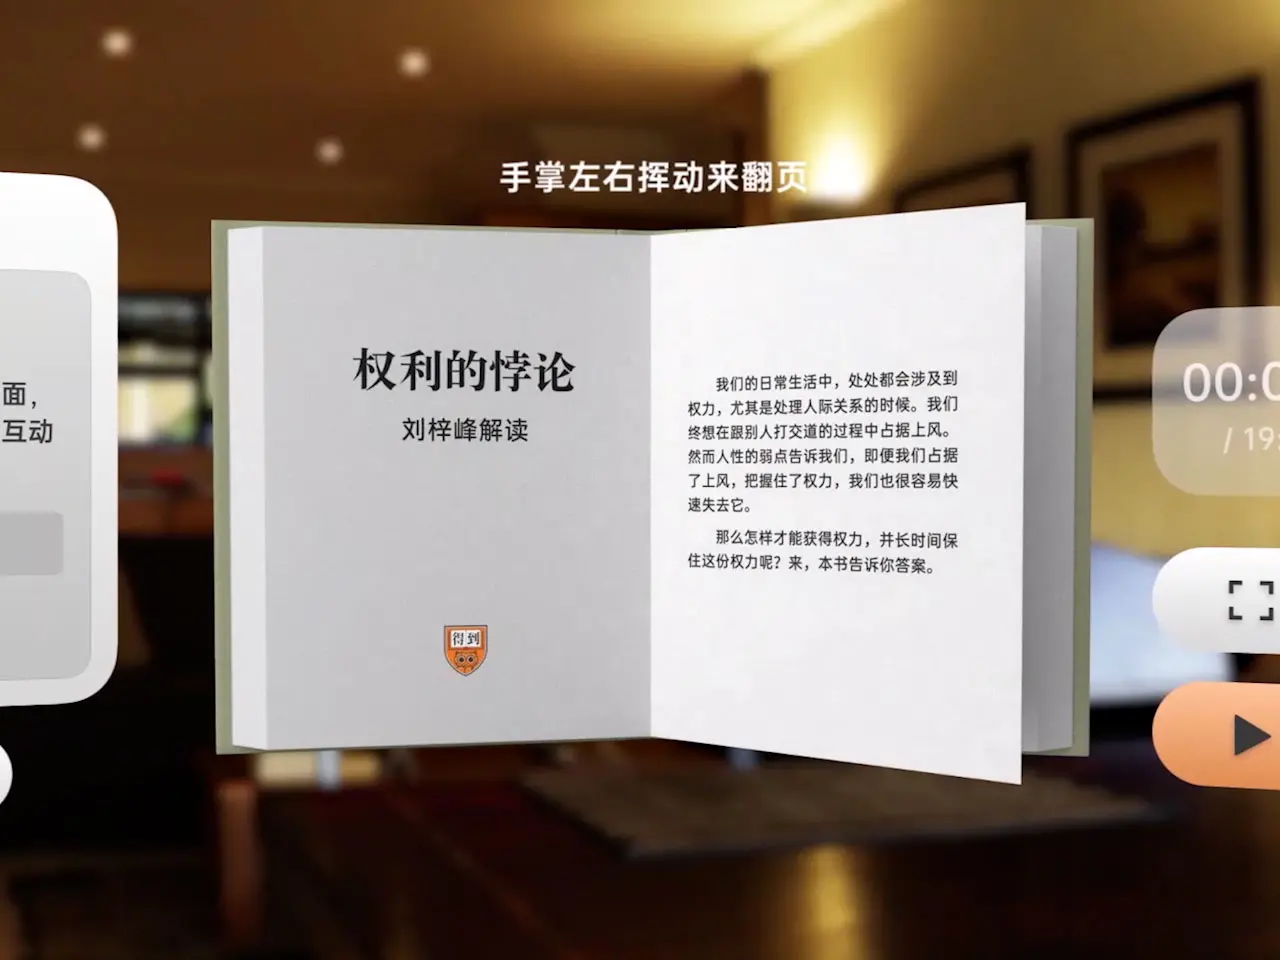 手掌左右挥动来翻页
面，
互动
权利的悖论
刘梓峰解读
得到
我们的日常生活中，处处都会涉及到
权力，尤其是处理人际关系的时候。我们
终想在跟别人打交道的过程中占据上风。
然而人性的弱点告诉我们，即便我们占据
了上风，把握住了权力，我们也很容易快
速失去它。
那么怎样才能获得权力，并长时间保
住这份权力呢？来，本书告诉你答案。
00:0
/ 19: